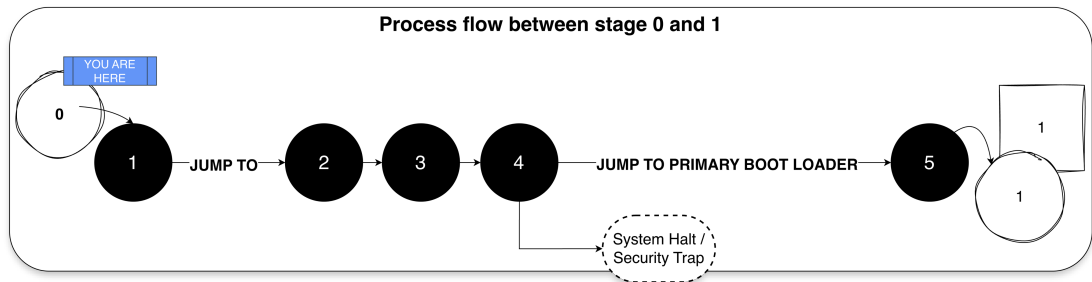 Process flow between stage 0 and 1
YOU ARE
HERE
0
1
JUMP TO
2
3
4
JUMP TO PRIMARY BOOT LOADER
5
1
1
System Halt /
Security Trap